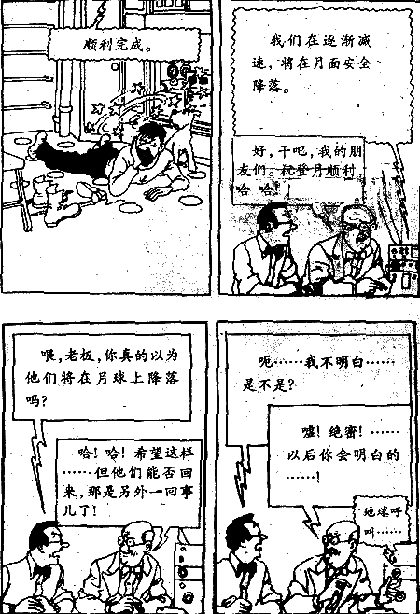 顺利完成。
我们在逐渐减
速，将在月面安全
降落。
好，干吧，我的朋
友们。祝登月顺利。
哈 哈！
喂，老板，你真的以为
他们将在月球上降落
吗？
哈！哈！希望这样
……但他们能否回
来，那是另外一回事
儿了！
呃……我不明白……
是不是？
嘘！绝密！……
以后你会明白的
……！
地球呼
叫……